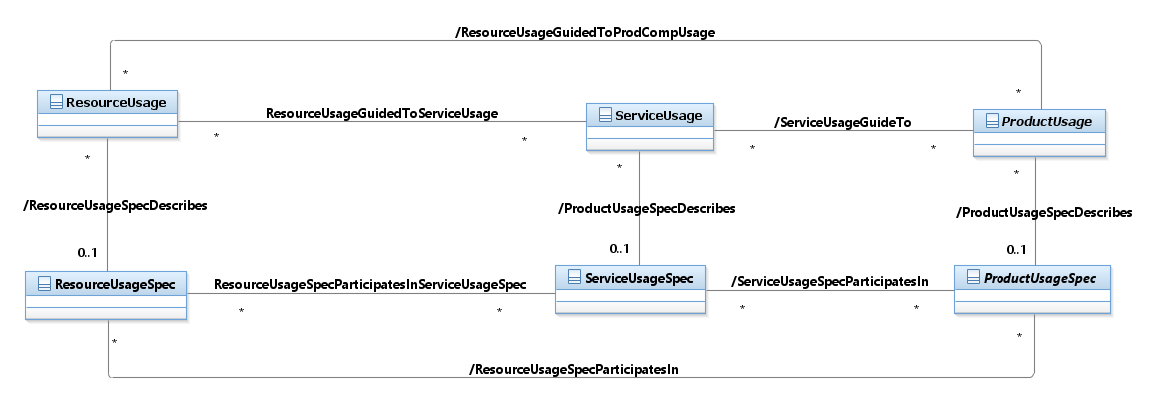 /ResourceUsageGuidedToProdCompUsage
*
*
ResourceUsage
ResourceUsageGuidedToServiceUsage
ServiceUsage
/ServiceUsageGuideTo
ProductUsage
*
*
*
*
*
*
*
/ResourceUsageSpecDescribes
/ProductUsageSpecDescribes
/ProductUsageSpecDescribes
0..1
0..1
0..1
ResourceUsageSpec
ResourceUsageSpecParticipatesInServiceUsageSpec
ServiceUsageSpec
/ServiceUsageSpecParticipatesIn
ProductUsageSpec
*
*
*
*
*
*
/ResourceUsageSpecParticipatesIn